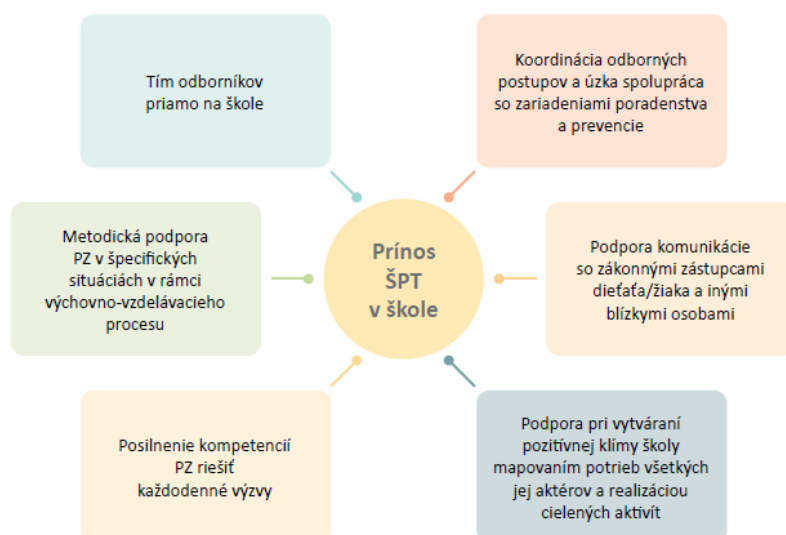 Tím odborníkov
priamo na škole
Koordinácia odborných
postupov a úzka spolupráca
so zariadeniami poradenstva
a prevencie
Metodická podpora
PZ v špecifických
situáciách v rámci
výchovno-vzdelávacieho
procesu
Prínos
ŠPT
v škole
Podpora komunikácie
so zákonnými zástupcami
dieťaťa/žiaka a inými
blízkymi osobami
Posilnenie kompetencií
PZ riešiť
každodenné výzvy
Podpora pri vytváraní
pozitívnej klímy školy
mapovaním potrieb všetkých
jej aktérov a realizáciou
cielených aktivít